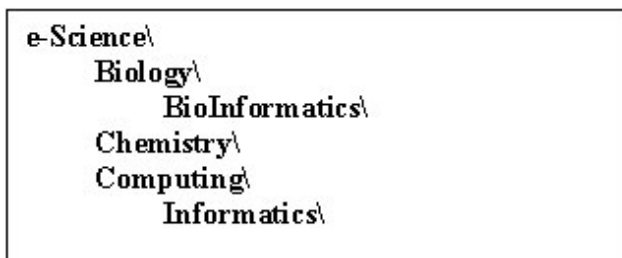 e-Science\
Biology\
BioInformatics\
Chemistry\
Computing\
Informatics\